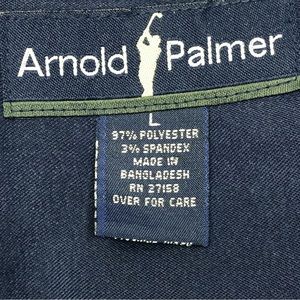 Arnold Palmer
L
97% POLYESTER
3% SPANDEX
MADE IN
BANGLADESH
RN 27158
OVER FOR CARE